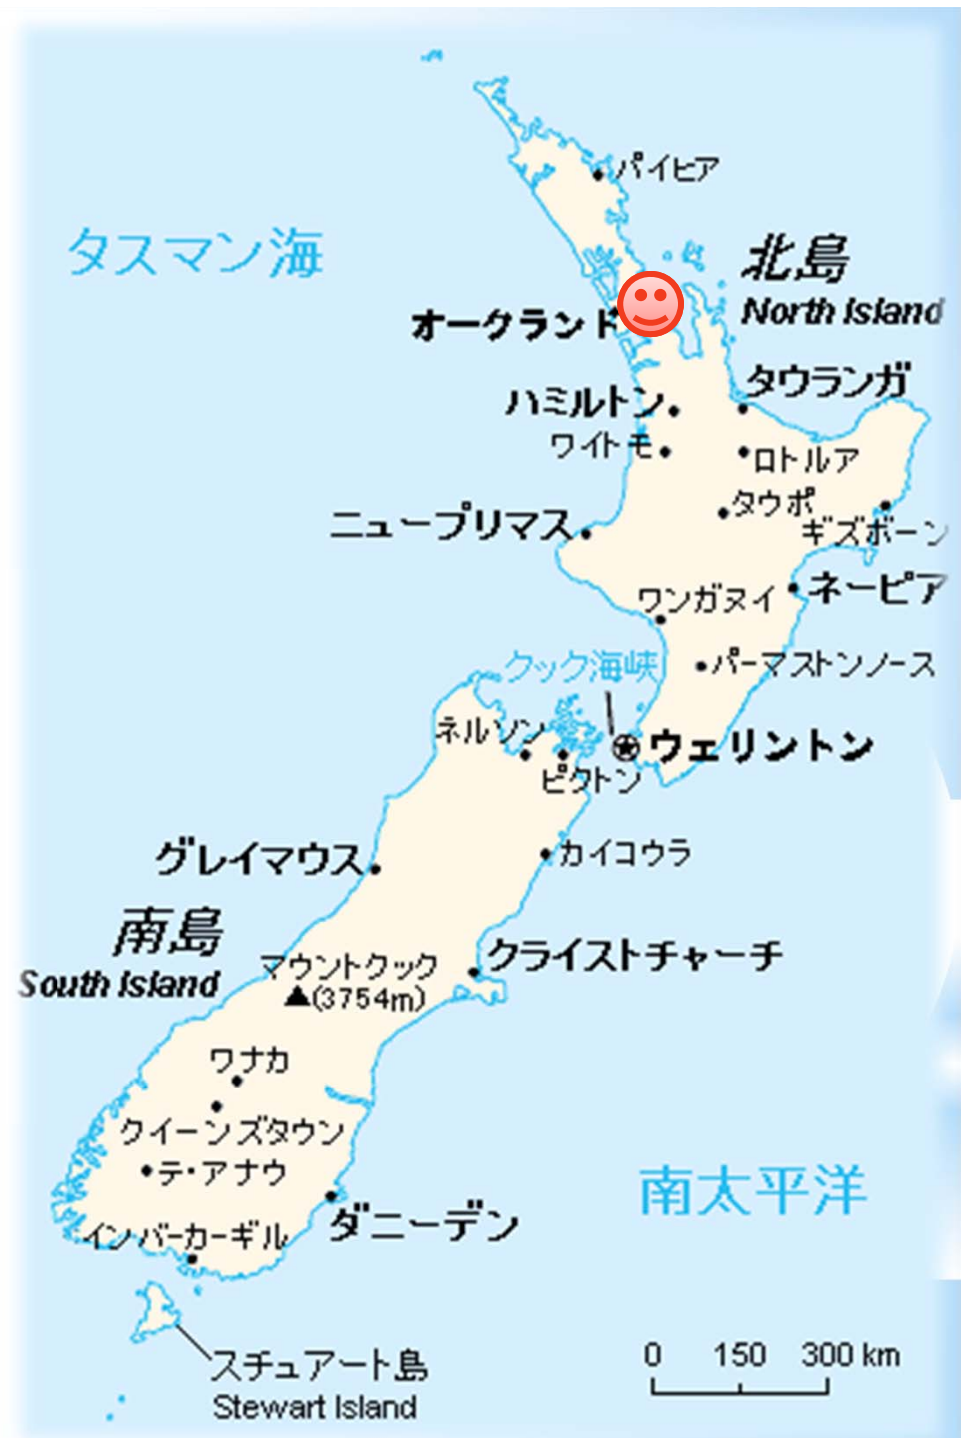 パイヒア
タスマン海
北島
North Island
オークランド
タウランガ
ハミルトン
ワイトモ
ロトルア
タウポ
ニュープリマス
ギズボーン
ネーピア
ワンガヌイ
クック海峡
パーマストンノース
ネルソン
ウェリントン
ピクトン
グレイマウス
カイコウラ
南島
South Island
マウントクック
(3754m)
クライストチャーチ
ワナカ
クイーンズタウン
テ・アナウ
南太平洋
ダニーデン
インバーカーギル
スチュアート島
Stewart Island
0 150 300 km